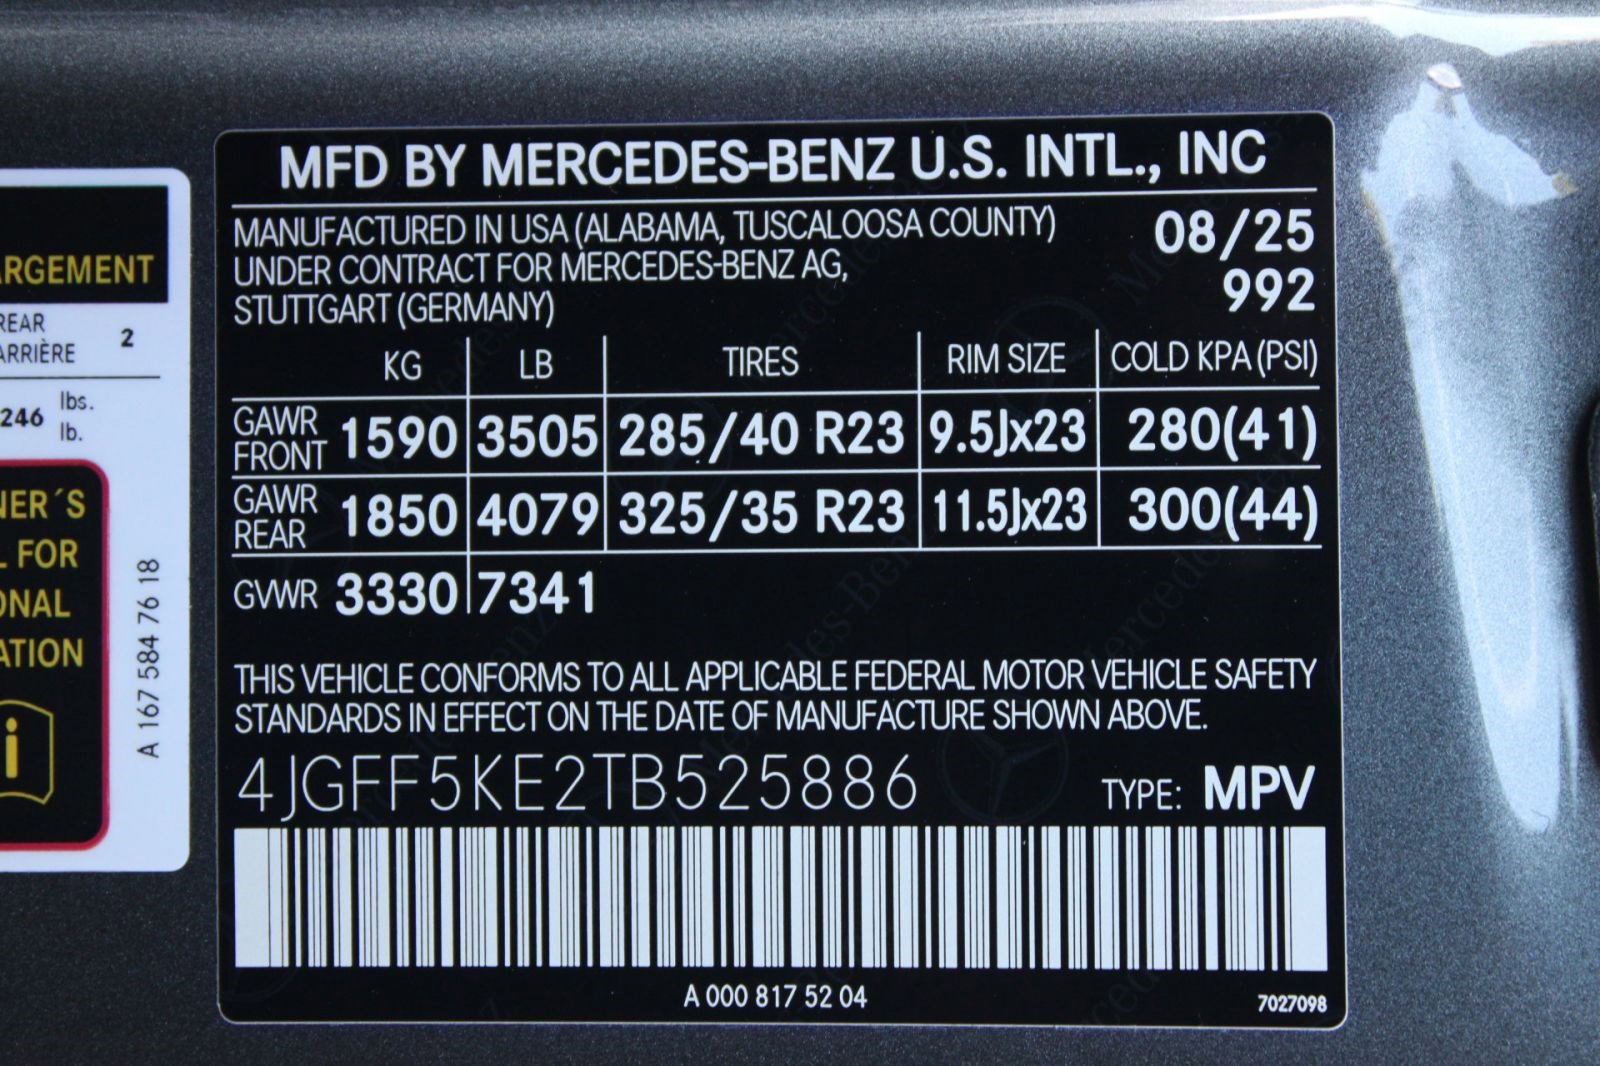 MFD BY MERCEDES-BENZ U.S. INTL., INC
MANUFACTURED IN USA (ALABAMA, TUSCALOOSA COUNTY)
UNDER CONTRACT FOR MERCEDES-BENZ AG,
STUTTGART (GERMANY)
08/25
992
KG LB TIRES RIM SIZE COLD KPA (PSI)
GAWR FRONT 1590 3505 285/40 R23 9.5Jx23 280(41)
GAWR REAR 1850 4079 325/35 R23 11.5Jx23 300(44)
GVWR 3330 7341
THIS VEHICLE CONFORMS TO ALL APPLICABLE FEDERAL MOTOR VEHICLE SAFETY
STANDARDS IN EFFECT ON THE DATE OF MANUFACTURE SHOWN ABOVE.
4JGFF5KE2TB525886 TYPE: MPV
A 000 817 52 04
7027098
ARGEMENT
REAR
ARRIÈRE 2
246 lbs.
lb.
NER´S
L FOR
ONAL
ATION
i
A 167 584 76 18